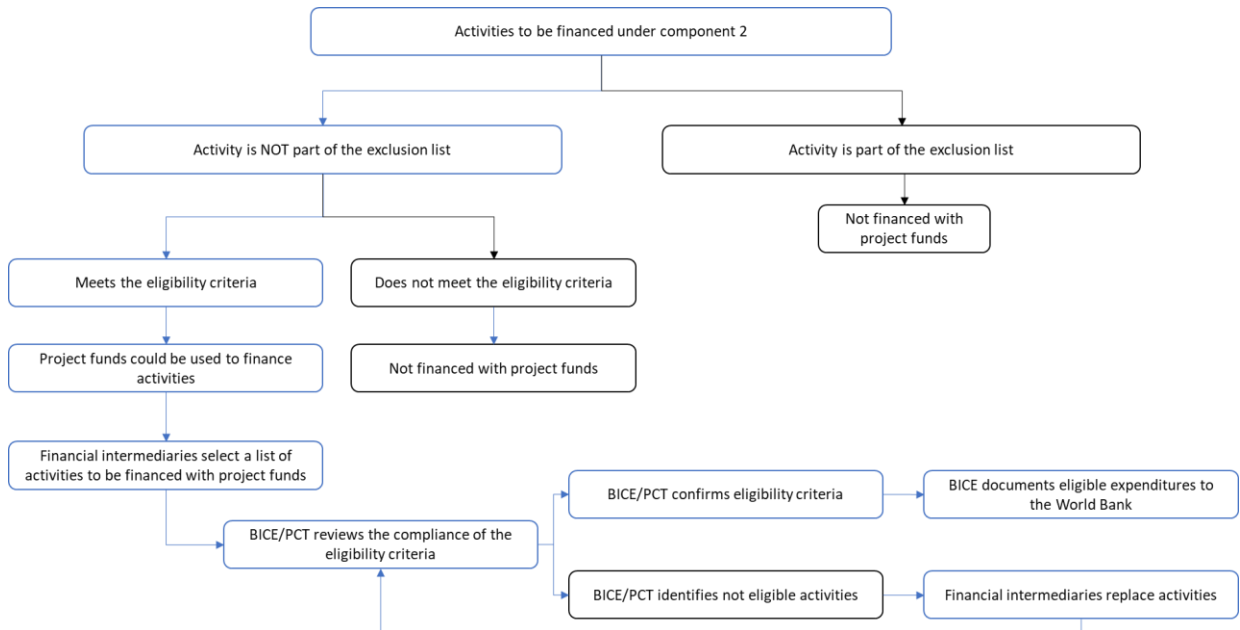 Activities to be financed under component 2
Activity is NOT part of the exclusion list
Activity is part of the exclusion list
Not financed with
project funds
Meets the eligibility criteria
Does not meet the eligibility criteria
Project funds could be used to finance
activities
Not financed with project funds
Financial intermediaries select a list of
activities to be financed with project funds
BICE/PCT confirms eligibility criteria
BICE documents eligible expenditures to
the World Bank
BICE/PCT reviews the compliance of the
eligibility criteria
BICE/PCT identifies not eligible activities
Financial intermediaries replace activities